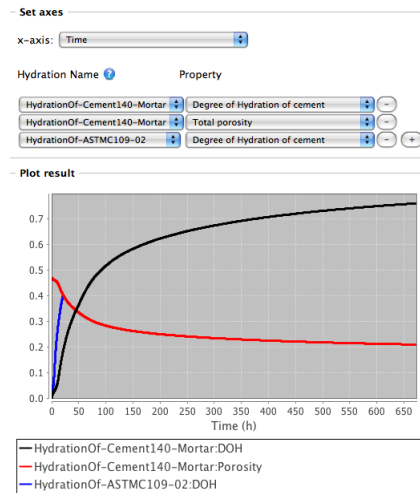 Set axes
x-axis: Time
Hydration Name ? Property
HydrationOf-Cement140-Mortar Degree of Hydration of cement -
HydrationOf-Cement140-Mortar Total porosity -
HydrationOf-ASTMC109-02 Degree of Hydration of cement - +
Plot result
0.7
0.6
0.5
0.4
0.3
0.2
0.1
0.0
0 50 100 150 200 250 300 350 400 450 500 550 600 650
Time (h)
HydrationOf-Cement140-Mortar:DOH
HydrationOf-Cement140-Mortar:Porosity
HydrationOf-ASTMC109-02:DOH